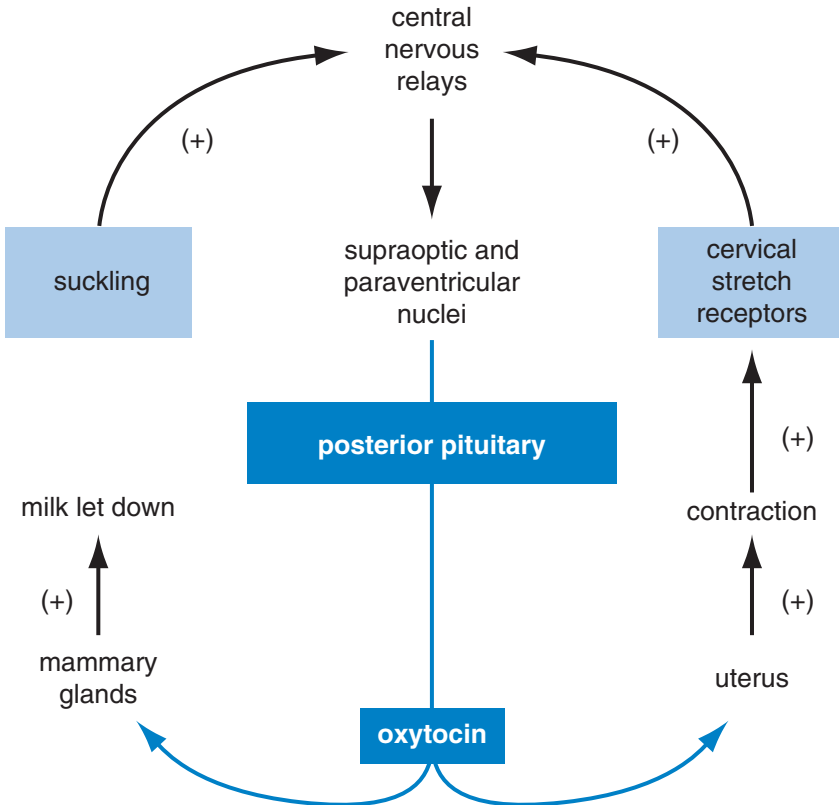 central
nervous
relays
(+)
(+)
suckling
supraoptic and
paraventricular
nuclei
cervical
stretch
receptors
posterior pituitary
(+)
milk let down
contraction
(+)
(+)
mammary
glands
uterus
oxytocin